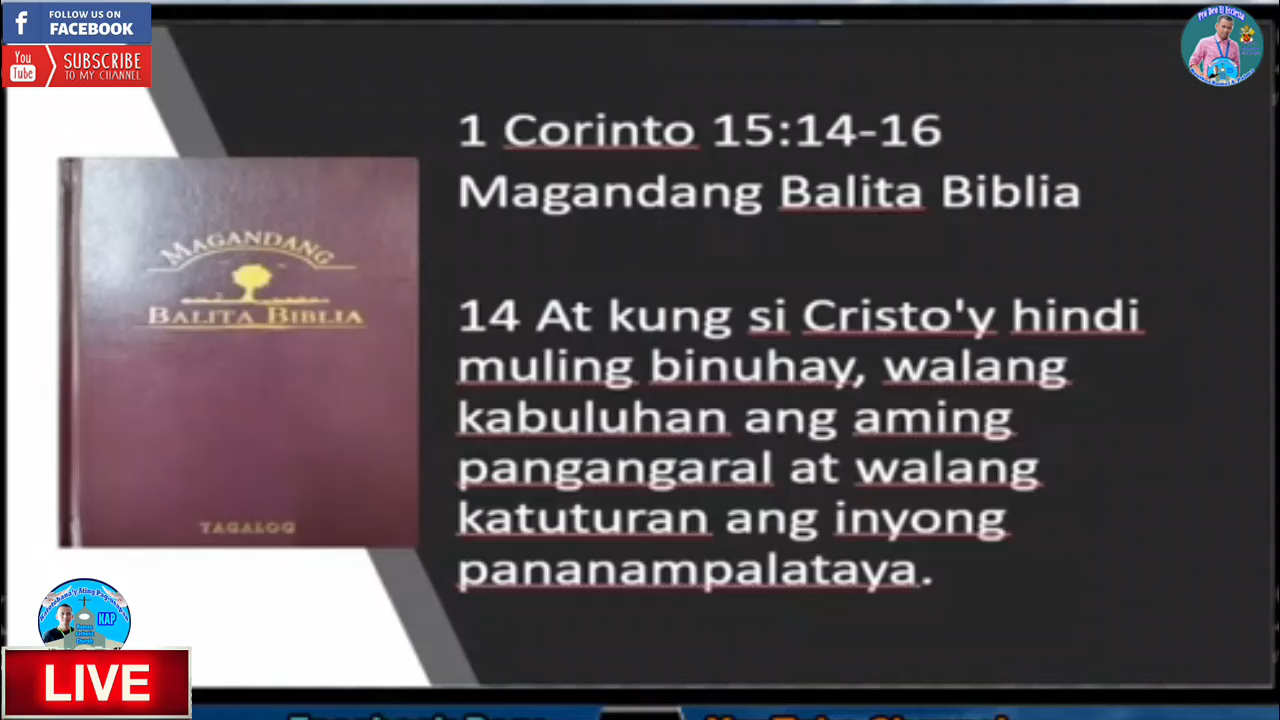 FOLLOW US ON
FACEBOOK
You
Tube
SUBSCRIBE
TO MY CHANNEL
1 Corinto 15:14-16
Magandang Balita Biblia
MAGANDANG
BALITA BIBLIA
TAGALOG
14 At kung si Cristo'y hindi
muling binuhay, walang
kabuluhan ang aming
pangangaral at walang
katuturan ang inyong
pananampalataya.
KAP
LIVE